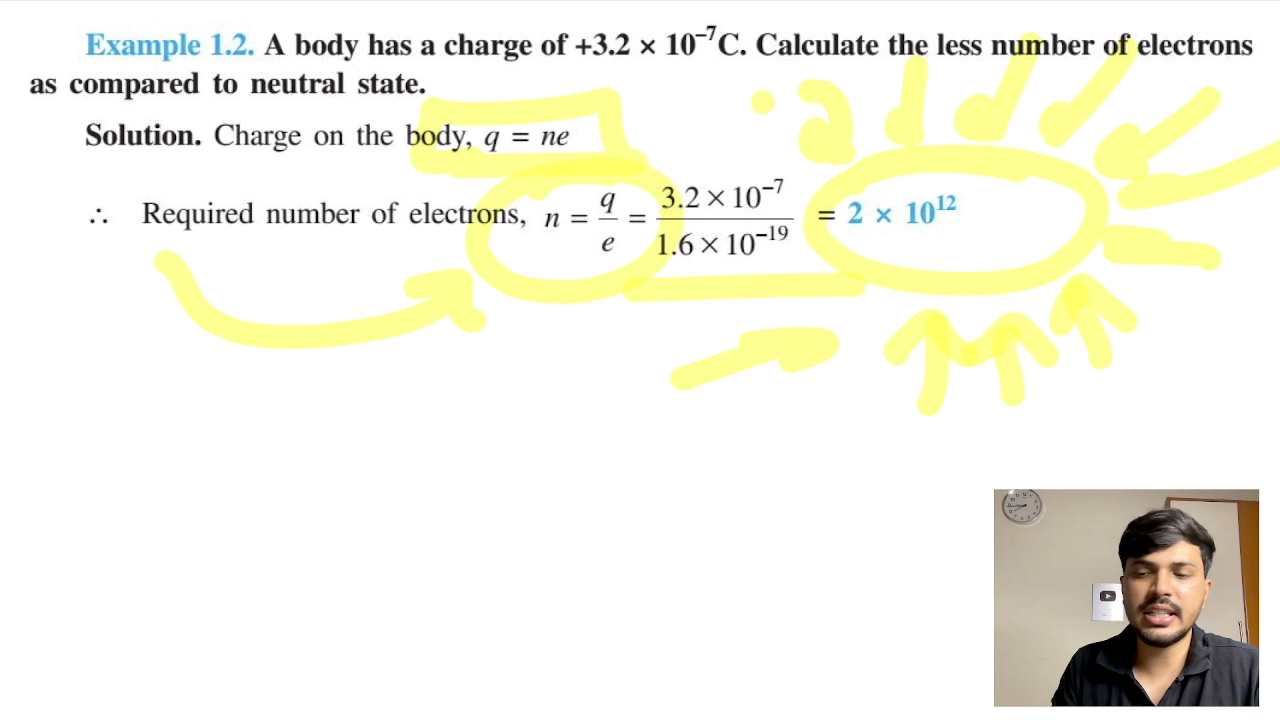 Example 1.2. A body has a charge of +3.2 × 10⁻⁷C. Calculate the less number of electrons
as compared to neutral state.
Solution. Charge on the body, q = ne
∴ Required number of electrons, n = q/e = 3.2 × 10⁻⁷ / 1.6 × 10⁻¹⁹ = 2 × 10¹²